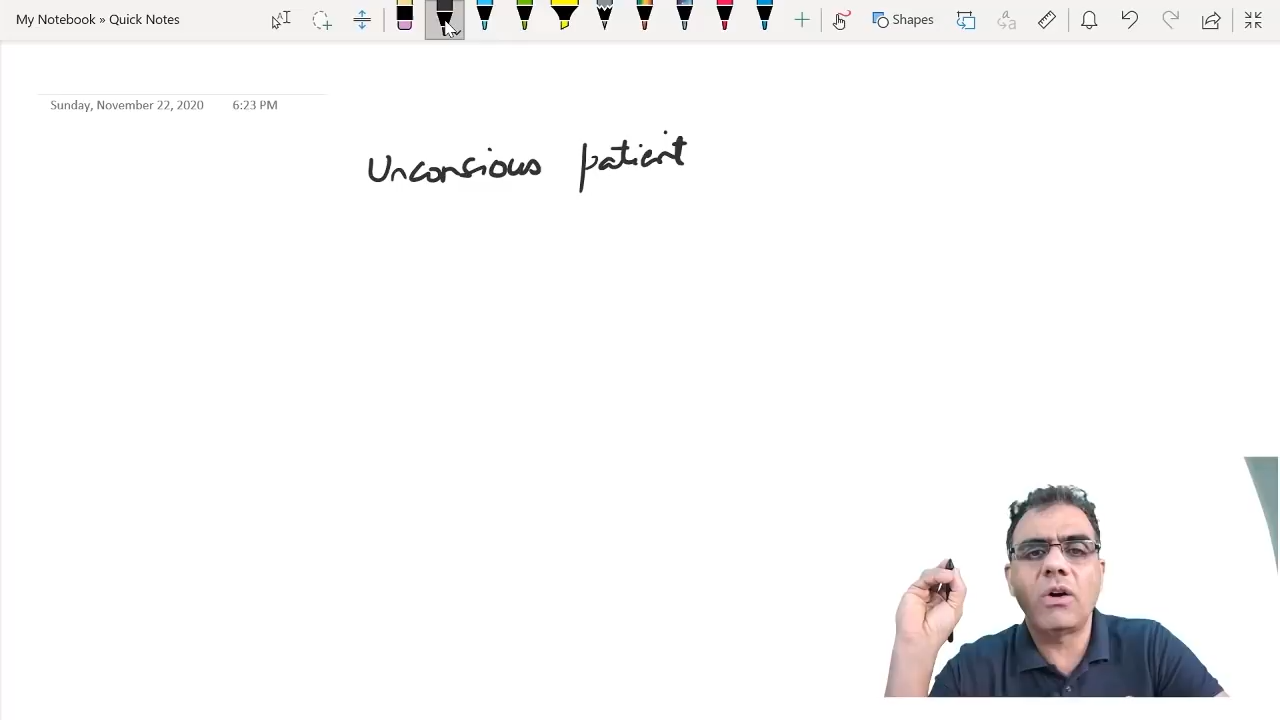 My Notebook » Quick Notes
Shapes
Sunday, November 22, 2020 6:23 PM
Unconscious patient